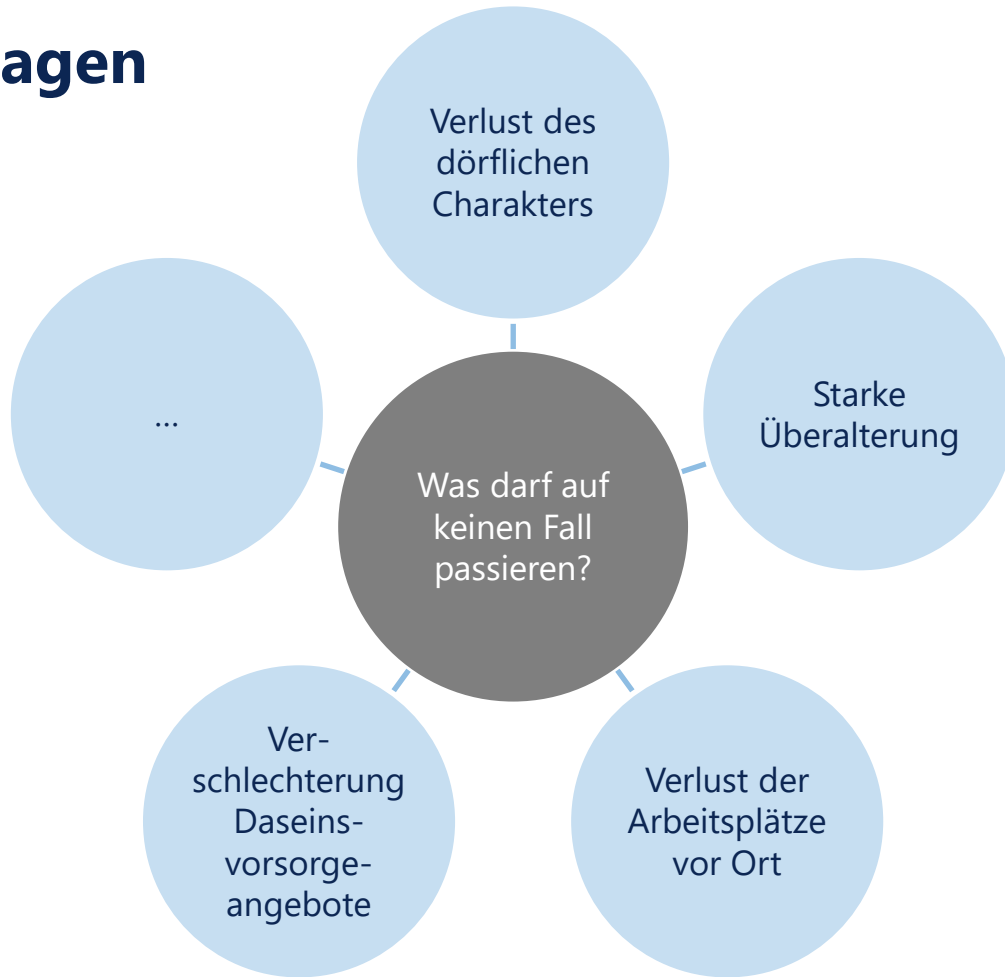 agen
Verlust des
dörflichen
Charakters
Starke
Überalterung
...
Was darf auf
keinen Fall
passieren?
Ver-
schlechterung
Daseins-
vorsorge-
angebote
Verlust der
Arbeitsplätze
vor Ort